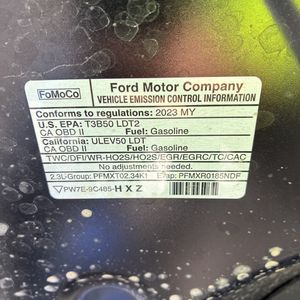 FoMoCo
Ford Motor Company
VEHICLE EMISSION CONTROL INFORMATION
Conforms to regulations: 2023 MY
U.S. EPA: T3B50 LDT2
CA OBD II Fuel: Gasoline
California: ULEV50 LDT
CA OBD II Fuel: Gasoline
TWC/DFI/WR-HO2S/HO2S/EGR/EGRC/TC/CAC
No adjustments needed.
2.3L-Group: PFMXT02.34K1 Evap: PFMXR0185NDF
PW7E-9C485-HXZ